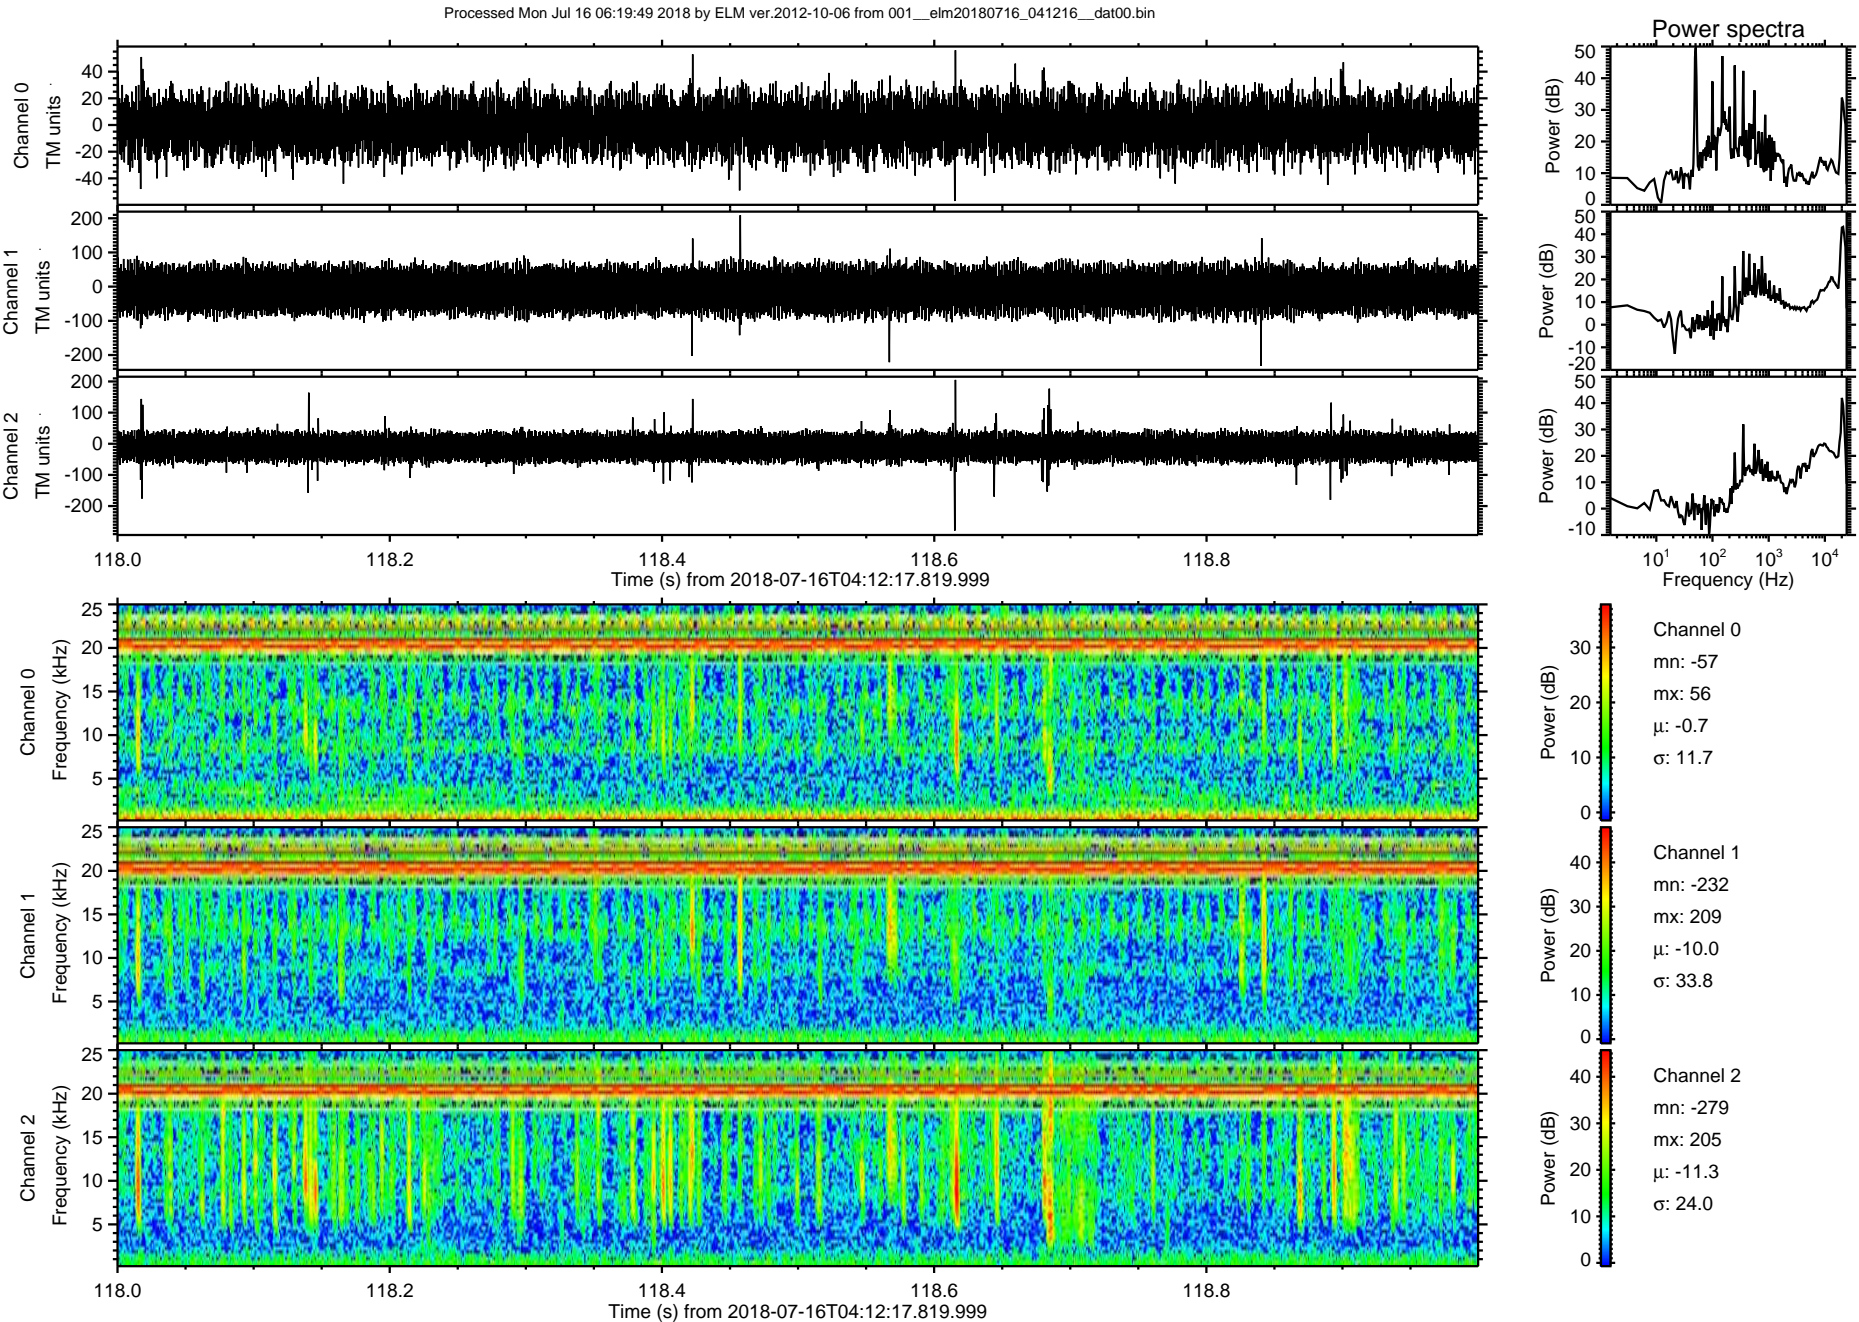 Processed Mon Jul 16 06:19:49 2018 by ELM ver.2012-10-06 from 001__elm20180716_041216__dat00.bin
Power spectra
Channel 0
TM units
40
20
0
-20
-40
Power (dB)
50
40
30
20
10
0
Channel 1
TM units
200
100
0
-100
-200
Power (dB)
50
40
30
20
10
0
-10
-20
Channel 2
TM units
200
100
0
-100
-200
Power (dB)
50
40
30
20
10
0
-10
118.0 118.2 118.4 118.6 118.8
Time (s) from 2018-07-16T04:12:17.819.999
10¹ 10² 10³ 10⁴
Frequency (Hz)
Channel 0
Frequency (kHz)
25
20
15
10
5
Power (dB)
30
20
10
0
Channel 0
mn: -57
mx: 56
µ: -0.7
σ: 11.7
Channel 1
Frequency (kHz)
25
20
15
10
5
Power (dB)
40
30
20
10
0
Channel 1
mn: -232
mx: 209
µ: -10.0
σ: 33.8
Channel 2
Frequency (kHz)
25
20
15
10
5
Power (dB)
40
30
20
10
0
Channel 2
mn: -279
mx: 205
µ: -11.3
σ: 24.0
118.0 118.2 118.4 118.6 118.8
Time (s) from 2018-07-16T04:12:17.819.999